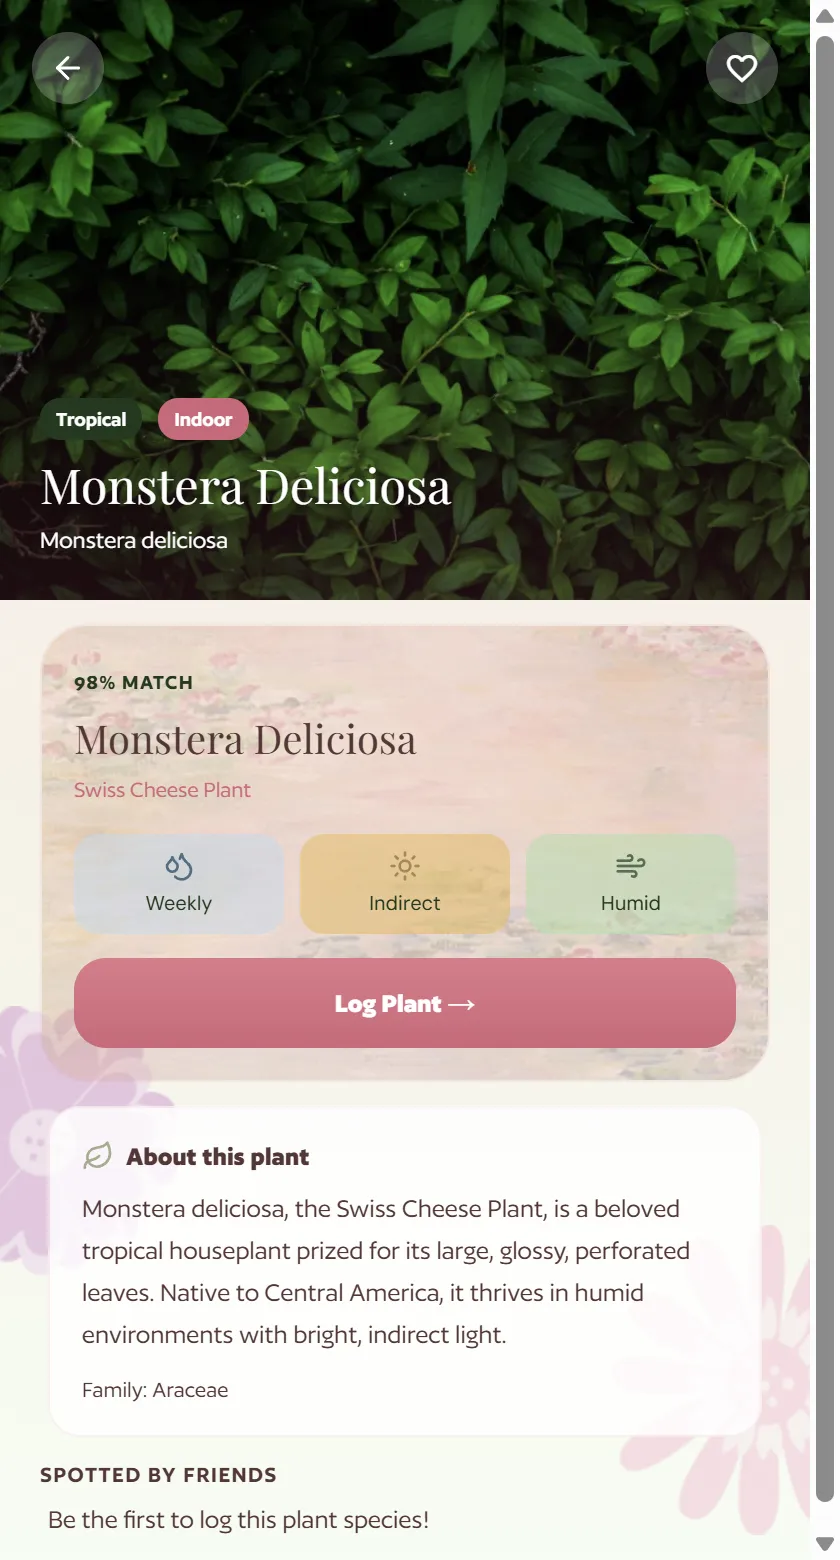 Tropical Indoor
Monstera Deliciosa
Monstera deliciosa
98% MATCH
Monstera Deliciosa
Swiss Cheese Plant
Weekly Indirect Humid
Log Plant →
About this plant
Monstera deliciosa, the Swiss Cheese Plant, is a beloved
tropical houseplant prized for its large, glossy, perforated
leaves. Native to Central America, it thrives in humid
environments with bright, indirect light.
Family: Araceae
SPOTTED BY FRIENDS
Be the first to log this plant species!